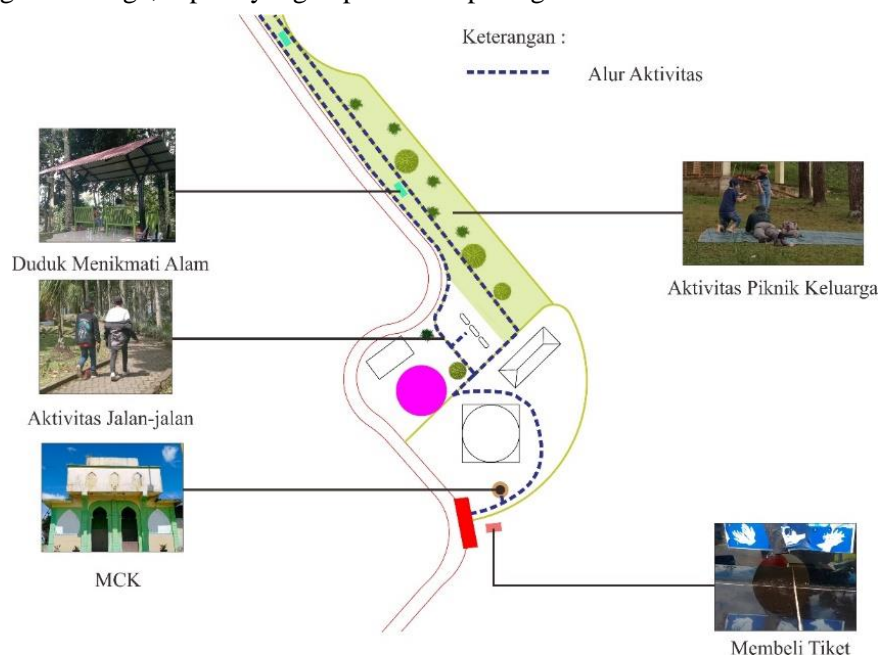 Keterangan :
Alur Aktivitas
Duduk Menikmati Alam
Aktivitas Piknik Keluarga
Aktivitas Jalan-jalan
MCK
Membeli Tiket